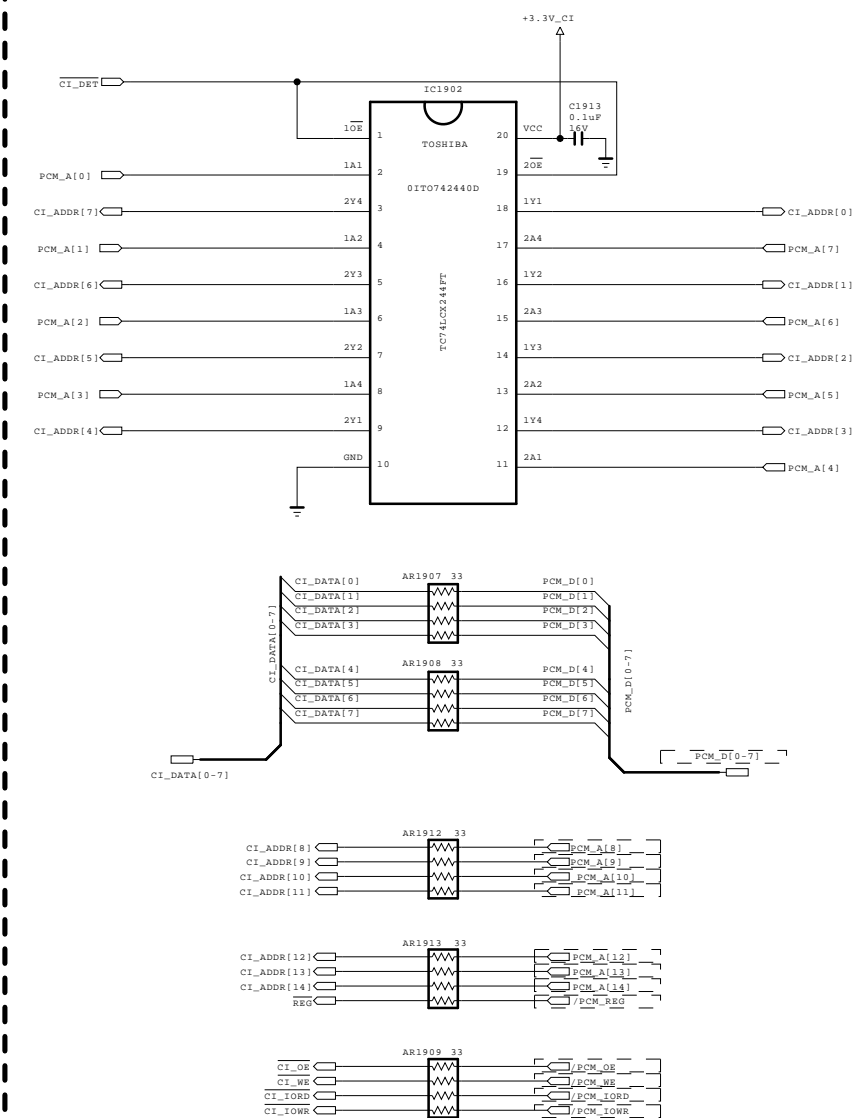 +3.3V_CI
CI_DET
IC1902
C1913
0.1uF
16V
1OE 1 20 VCC
TOSHIBA
PCM_A[0] 1A1 2 19 2OE
0ITO742440D
CI_ADDR[7] 2Y4 3 18 1Y1 CI_ADDR[0]
PCM_A[1] 1A2 4 17 2A4 PCM_A[7]
CI_ADDR[6] 2Y3 5 16 1Y2 CI_ADDR[1]
TC74LCX244FT
PCM_A[2] 1A3 6 15 2A3 PCM_A[6]
CI_ADDR[5] 2Y2 7 14 1Y3 CI_ADDR[2]
PCM_A[3] 1A4 8 13 2A2 PCM_A[5]
CI_ADDR[4] 2Y1 9 12 1Y4 CI_ADDR[3]
GND 10 11 2A1 PCM_A[4]
AR1907 33
CI_DATA[0] PCM_D[0]
CI_DATA[1] PCM_D[1]
CI_DATA[2] PCM_D[2]
CI_DATA[3] PCM_D[3]
CI_DATA[0-7]
PCM_D[0-7]
AR1908 33
CI_DATA[4] PCM_D[4]
CI_DATA[5] PCM_D[5]
CI_DATA[6] PCM_D[6]
CI_DATA[7] PCM_D[7]
PCM_D[0-7]
CI_DATA[0-7]
AR1912 33
CI_ADDR[8] PCM_A[8]
CI_ADDR[9] PCM_A[9]
CI_ADDR[10] PCM_A[10]
CI_ADDR[11] PCM_A[11]
AR1913 33
CI_ADDR[12] PCM_A[12]
CI_ADDR[13] PCM_A[13]
CI_ADDR[14] PCM_A[14]
REG /PCM_REG
AR1909 33
CI_OE /PCM_OE
CI_WE /PCM_WE
CI_IORD /PCM_IORD
CI_IOWR /PCM_IOWR